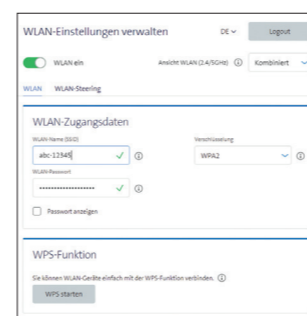 WLAN-Einstellungen verwalten DE Logout
WLAN ein Ansicht WLAN (2.4/5GHz) Kombiniert
WLAN WLAN-Steering
WLAN-Zugangsdaten
WLAN-Name (SSID) Verschlüsselung
abc-12345 WPA2
WLAN-Passwort
••••••••••••••••••
Passwort anzeigen
WPS-Funktion
Sie können WLAN-Geräte einfach mit der WPS-Funktion verbinden.
WPS starten